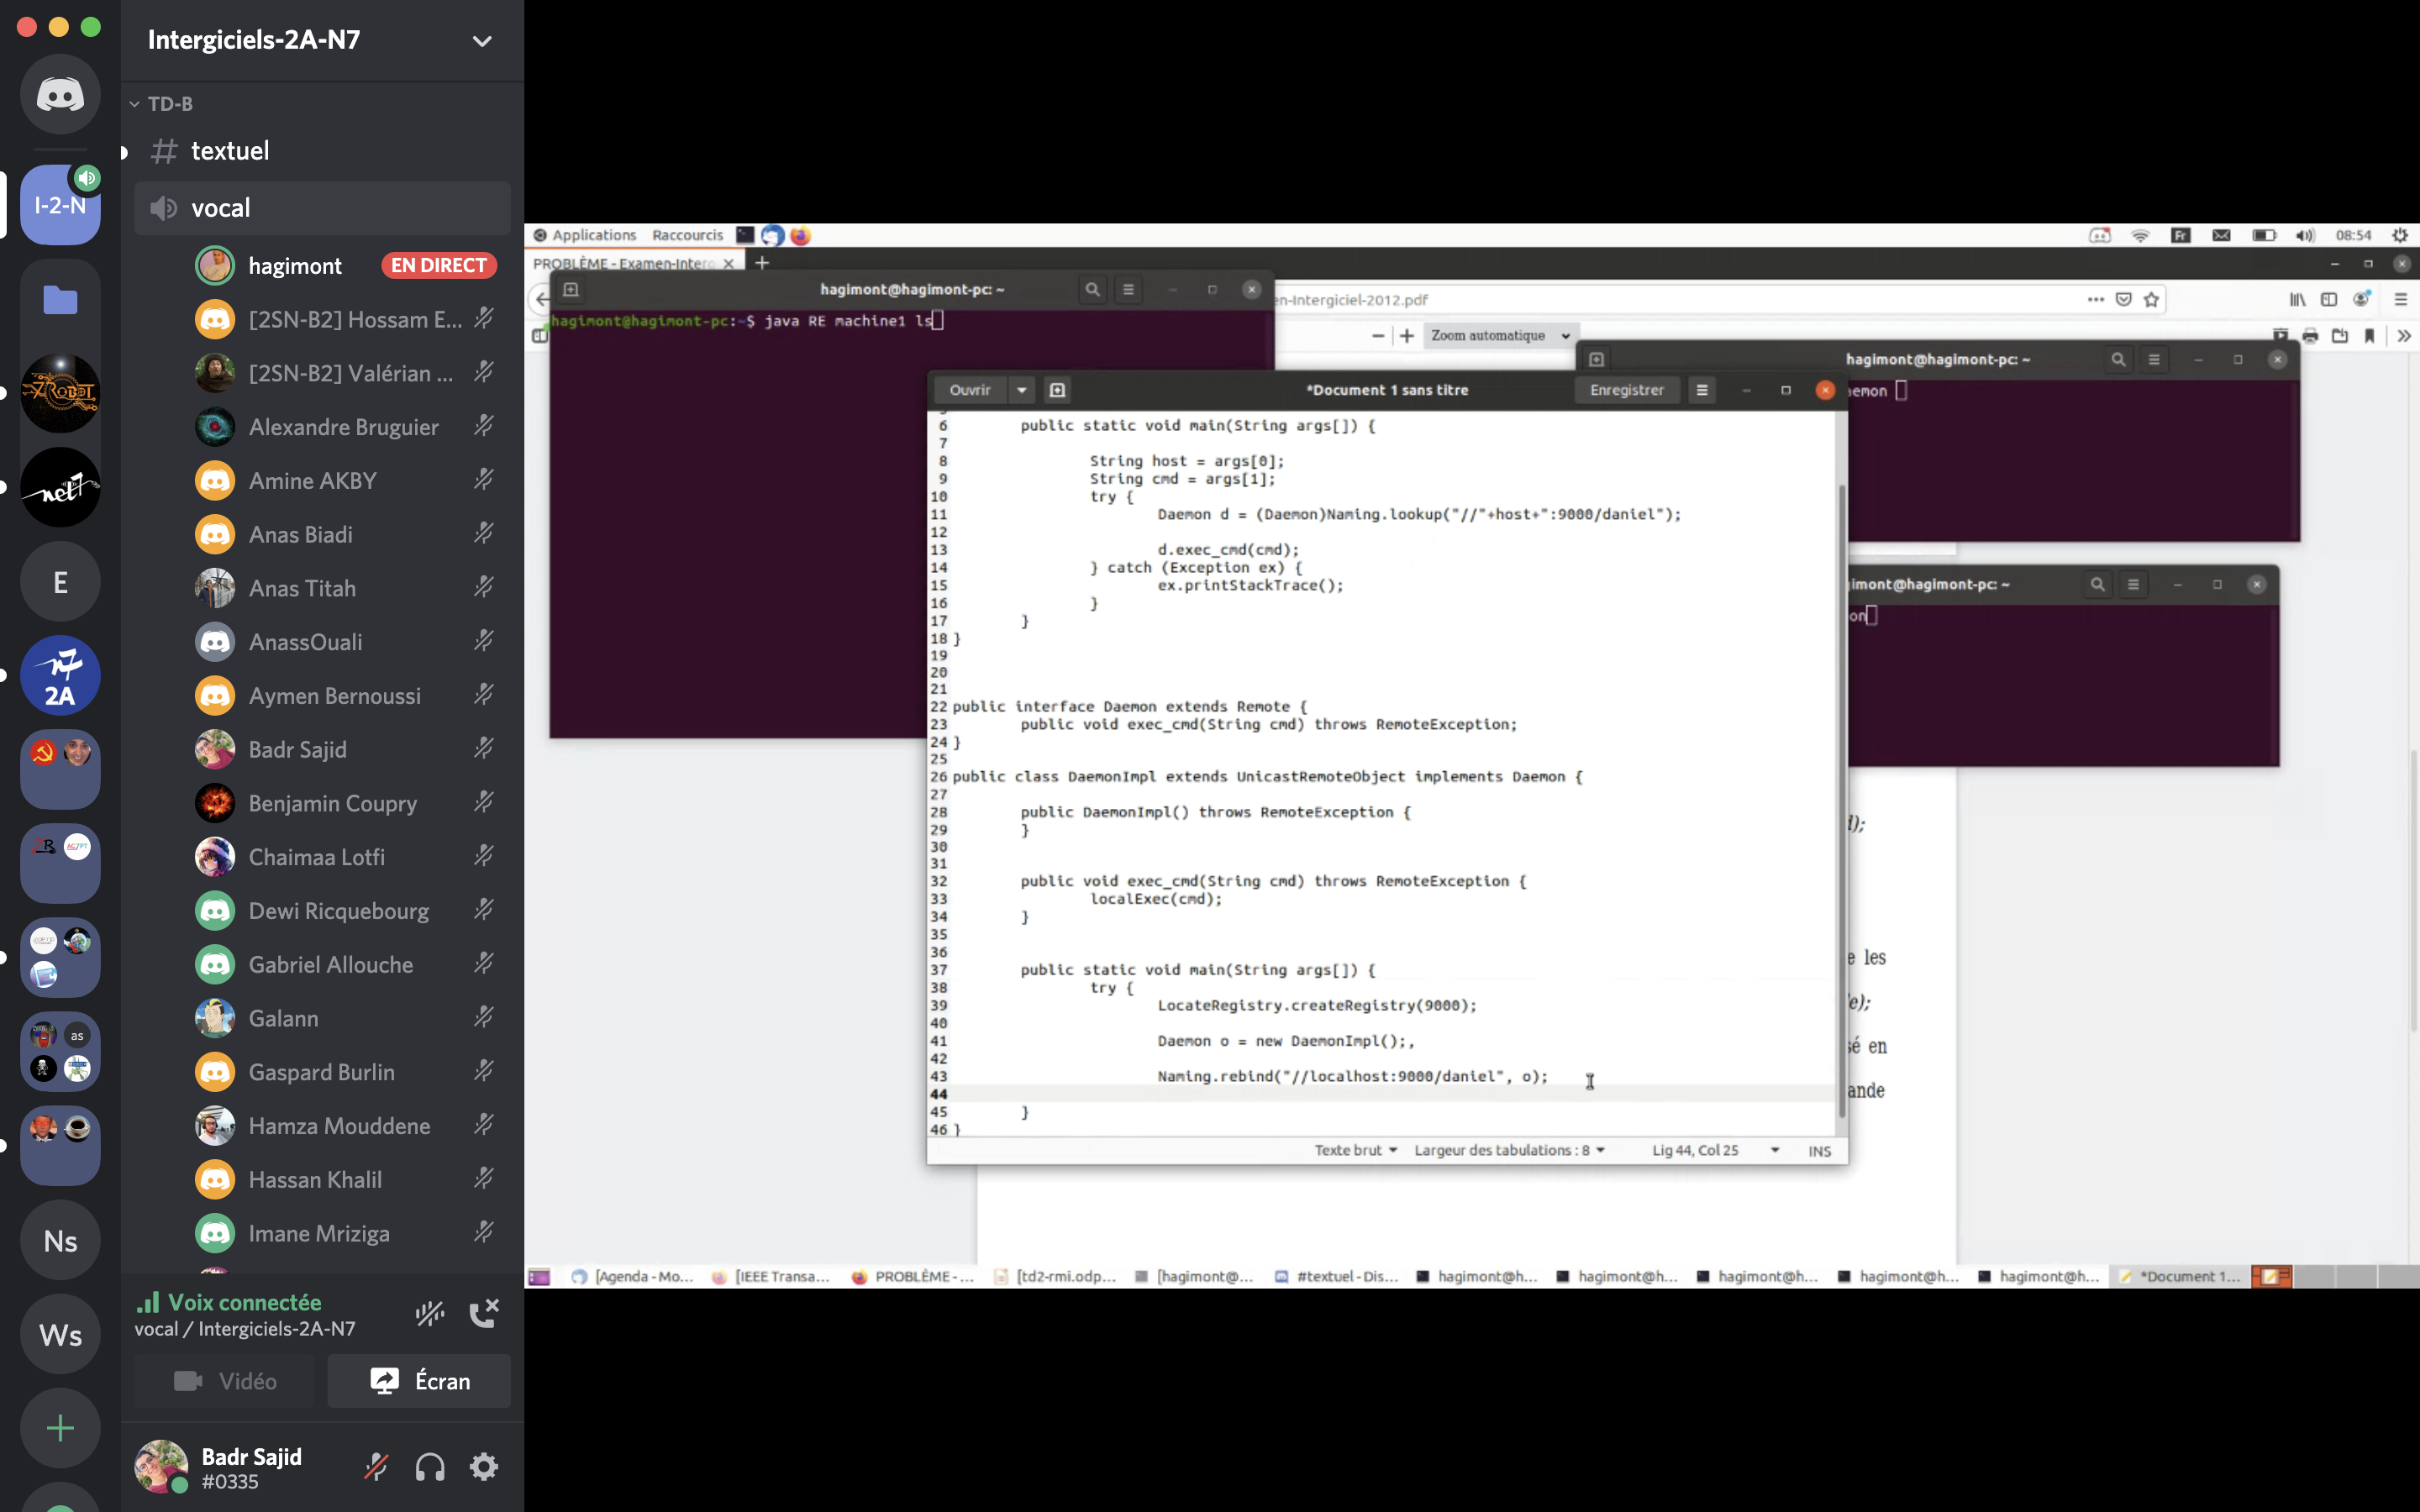 Intergiciels-2A-N7
TD-B
textuel
I-2-N
vocal
hagimont
EN DIRECT
[2SN-B2] Hossam E...
[2SN-B2] Valérian ...
7ROBOT
Alexandre Bruguier
net7
Amine AKBY
Anas Biadi
E
Anas Titah
AnassOuali
n7
2A
Aymen Bernoussi
Badr Sajid
Benjamin Coupry
Chaimaa Lotfi
Dewi Ricquebourg
Gabriel Allouche
Galann
as
Gaspard Burlin
Hamza Mouddene
Hassan Khalil
Ns
Imane Mriziga
Ws
Voix connectée
vocal / Intergiciels-2A-N7
Vidéo
Écran
Badr Sajid
#0335
Applications Raccourcis
Fr
08:54
PROBLÈME - Examen-Interg
en-Intergiciel-2012.pdf
Zoom automatique
hagimont@hagimont-pc: ~
hagimont@hagimont-pc:~$ java RE machine1 ls
hagimont@hagimont-pc: ~
aemon
gimont@hagimont-pc: ~
on
Ouvrir
*Document 1 sans titre
Enregistrer
6 public static void main(String args[]) {
7
8 String host = args[0];
9 String cmd = args[1];
10 try {
11 Daemon d = (Daemon)Naming.lookup("//"+host+":9000/daniel");
12
13 d.exec_cmd(cmd);
14 } catch (Exception ex) {
15 ex.printStackTrace();
16 }
17 }
18 }
19
20
21
22 public interface Daemon extends Remote {
23 public void exec_cmd(String cmd) throws RemoteException;
24 }
25
26 public class DaemonImpl extends UnicastRemoteObject implements Daemon {
27
28 public DaemonImpl() throws RemoteException {
29 }
30
31
32 public void exec_cmd(String cmd) throws RemoteException {
33 localExec(cmd);
34 }
35
36
37 public static void main(String args[]) {
38 try {
39 LocateRegistry.createRegistry(9000);
40
41 Daemon o = new DaemonImpl();,
42
43 Naming.rebind("//localhost:9000/daniel", o);
44
45 }
46 }
Texte brut
Largeur des tabulations : 8
Lig 44, Col 25
INS
d);
e les
e);
sé en
ande
[Agenda - Mo...
[IEEE Transa...
PROBLÈME - ...
[td2-rmi.odp...
[hagimont@...
#textuel - Dis...
hagimont@h...
hagimont@h...
hagimont@h...
hagimont@h...
hagimont@h...
*Document 1...